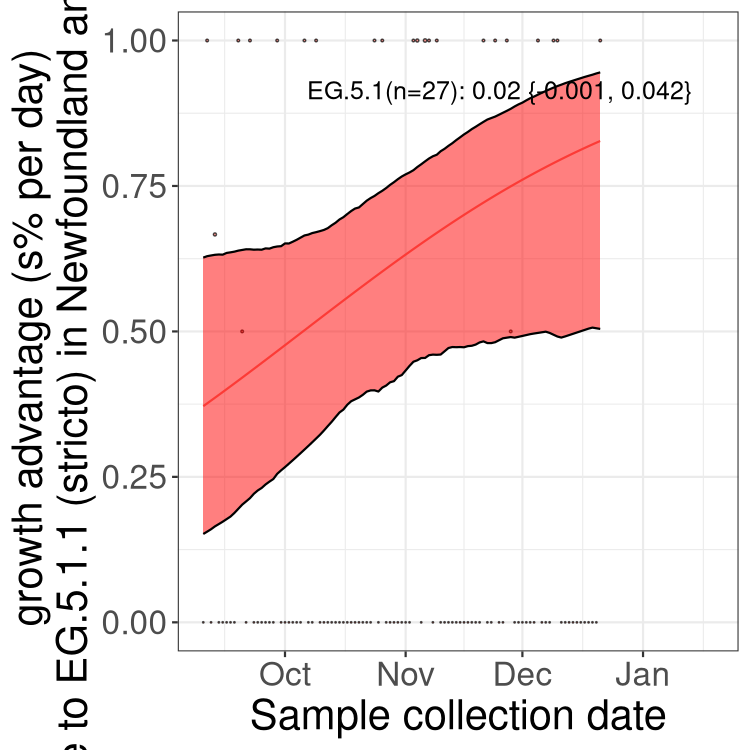 growth advantage (s% per day)
to EG.5.1.1 (stricto) in Newfoundland
1.00
0.75
0.50
0.25
0.00
EG.5.1(n=27): 0.02 {-0.001, 0.042}
Oct Nov Dec Jan
Sample collection date